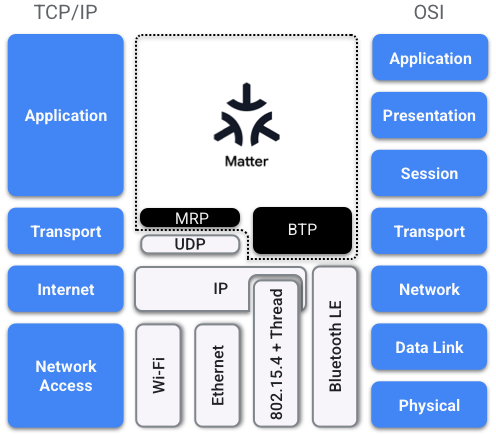 TCP/IP
OSI
Application
Application
Presentation
Matter
Session
MRP
BTP
Transport
UDP
Transport
Internet
IP
Network
Network
Access
Wi-Fi
Ethernet
802.15.4 + Thread
Bluetooth LE
Data Link
Physical